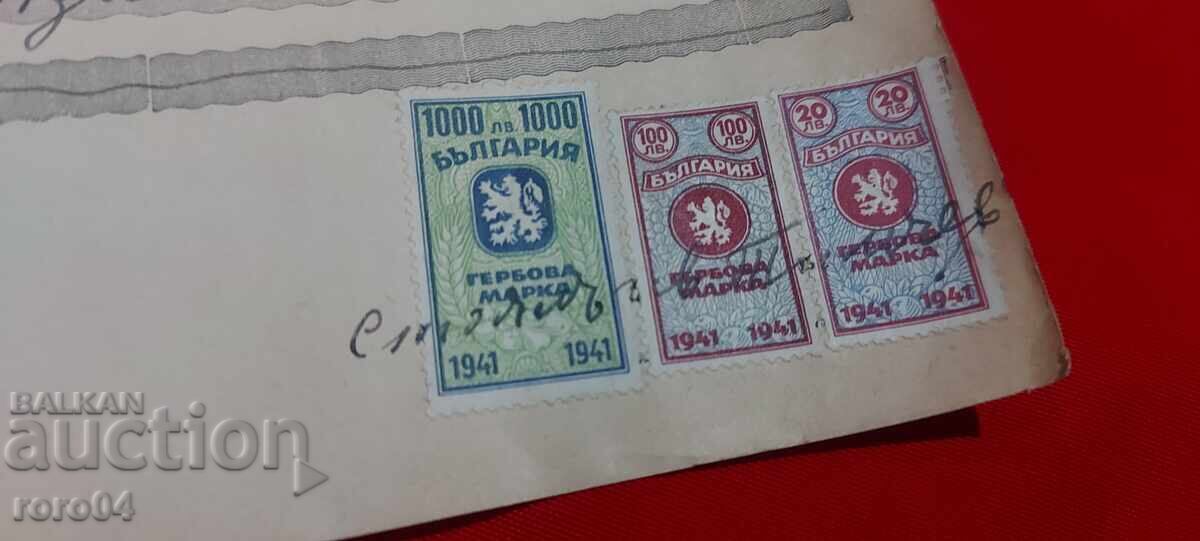 1000 ЛВ. 1000
БЪЛГАРИЯ
ГЕРБОВА
МАРКА
1941 1941
100 ЛВ. 100 ЛВ.
БЪЛГАРИЯ
ГЕРБОВА
МАРКА
1941 1941
20 ЛВ. 20 ЛВ.
БЪЛГАРИЯ
ГЕРБОВА
МАРКА
1941 1941
BALKAN
auction
roro04